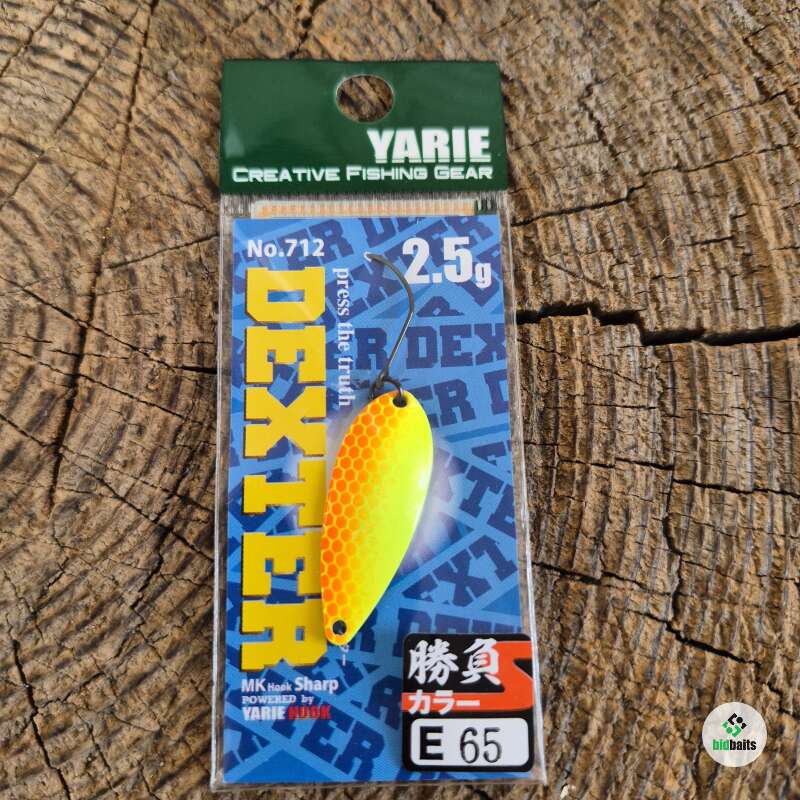 YARIE
CREATIVE FISHING GEAR
No.712
2.5g
DEXTER
press the truth
MK Hook Sharp
POWERED by
YARIE HOOK
勝負S
カラー
E 65
bidbaits